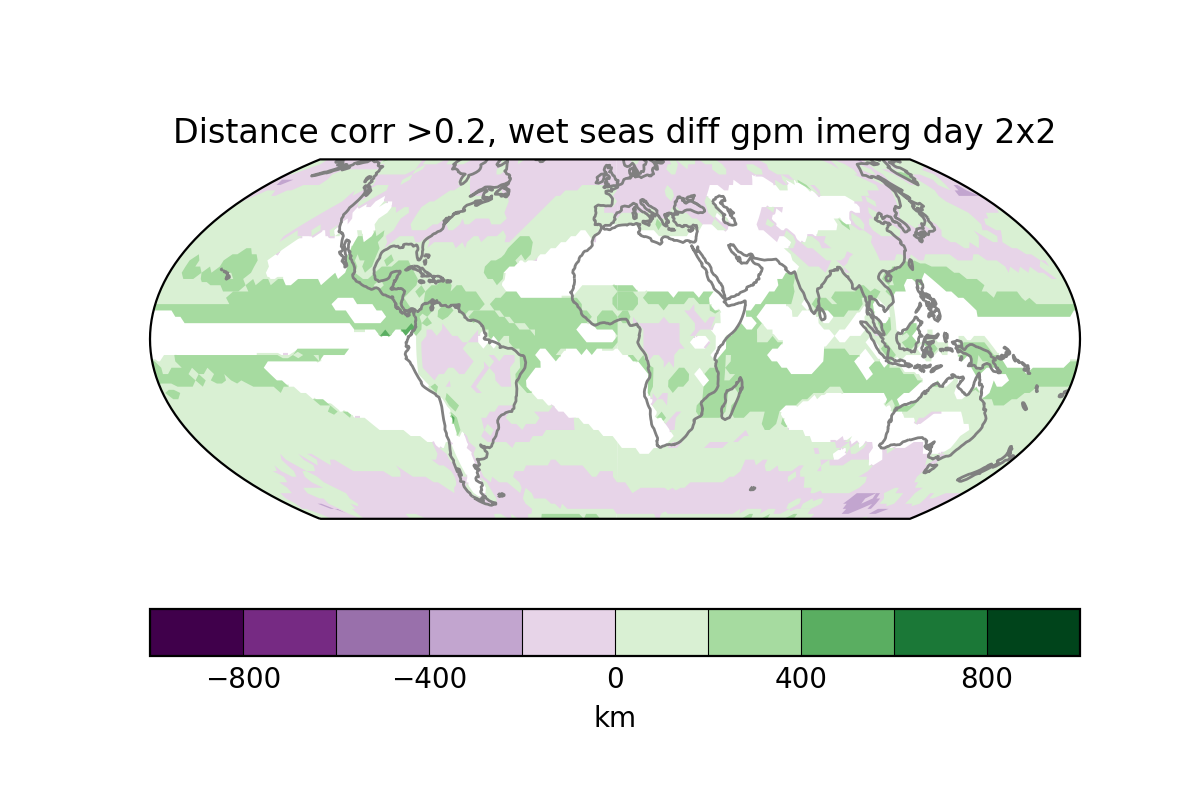 Distance corr >0.2, wet seas diff gpm imerg day 2x2
−800 −400 0 400 800
km